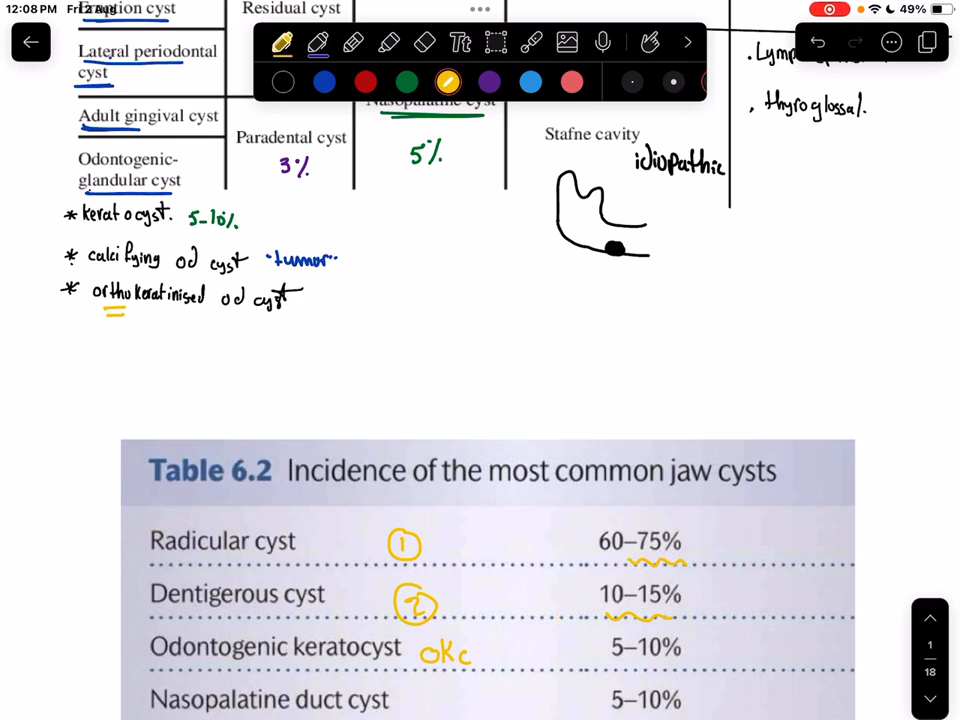 12:08 PM Fri 2 Aug
49%
Eruption cyst
Residual cyst
Lateral periodontal
cyst
Tt
Nasopalatine cyst
Adult gingival cyst
Paradental cyst
3%
5%
Stafne cavity
idiopathic
. thyroglossal.
Odontogenic-
glandular cyst
* keratocyst. 5-10%
* calcifying od cyst "tumor"
* orthokeratinised od cyst
Table 6.2 Incidence of the most common jaw cysts
Radicular cyst 1 60–75%
Dentigerous cyst 2 10–15%
Odontogenic keratocyst OKC 5–10%
Nasopalatine duct cyst 5–10%
1
18